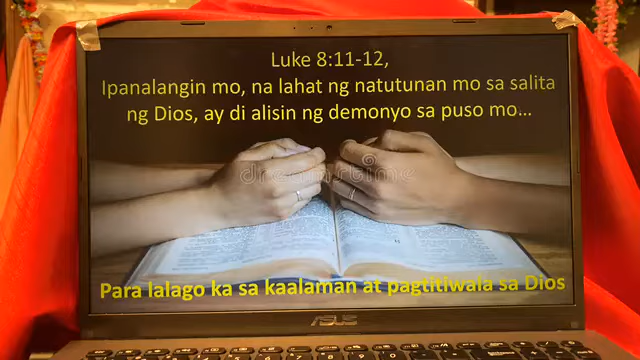 Luke 8:11-12,
Ipanalangin mo, na lahat ng natutunan mo sa salita
ng Dios, ay di alisin ng demonyo sa puso mo...
dreamstime
Para lalago ka sa kaalaman at pagtitiwala sa Dios
ASUS